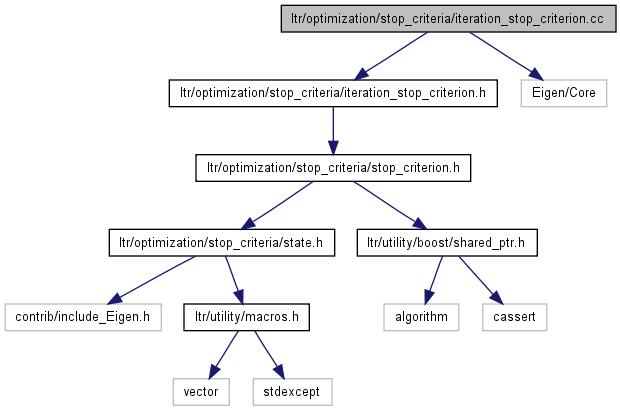 ltr/optimization/stop_criteria/iteration_stop_criterion.cc
ltr/optimization/stop_criteria/iteration_stop_criterion.h
Eigen/Core
ltr/optimization/stop_criteria/stop_criterion.h
ltr/optimization/stop_criteria/state.h
ltr/utility/boost/shared_ptr.h
contrib/include_Eigen.h
ltr/utility/macros.h
algorithm
cassert
vector
stdexcept